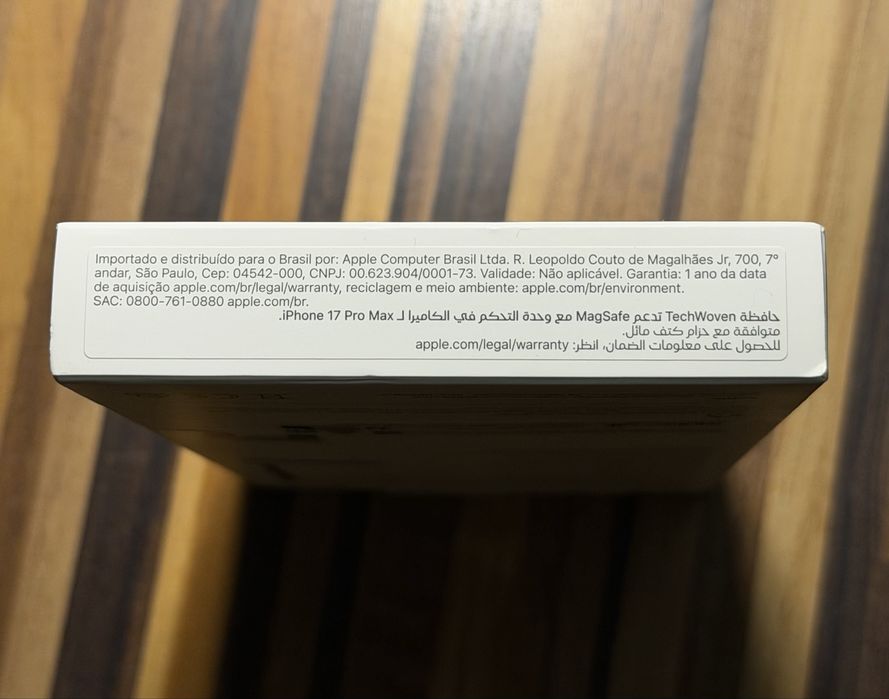 Importado e distribuído para o Brasil por: Apple Computer Brasil Ltda. R. Leopoldo Couto de Magalhães Jr, 700, 7º
andar, São Paulo, Cep: 04542-000, CNPJ: 00.623.904/0001-73. Validade: Não aplicável. Garantia: 1 ano da data
de aquisição apple.com/br/legal/warranty, reciclagem e meio ambiente: apple.com/br/environment.
SAC: 0800-761-0880 apple.com/br.
حافظة TechWoven تدعم MagSafe مع وحدة التحكم في الكاميرا لـ iPhone 17 Pro Max.
متوافقة مع حزام كتف مائل.
للحصول على معلومات الضمان، انظر: apple.com/legal/warranty